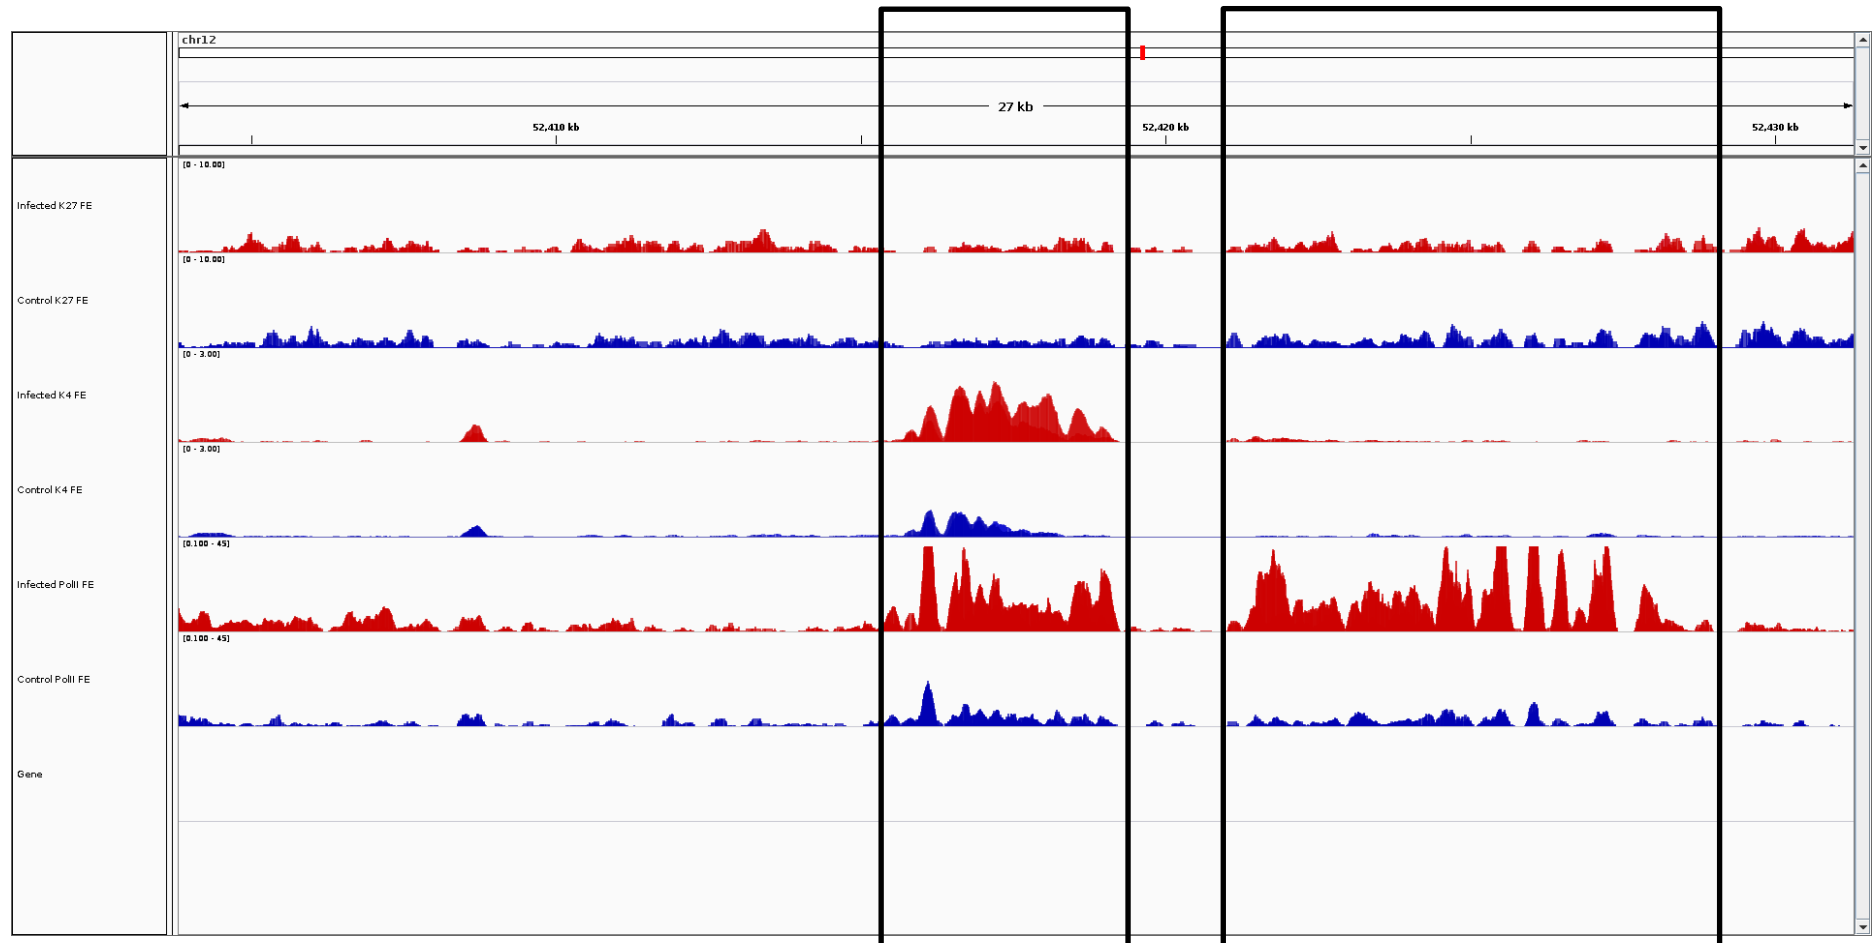 chr12
27 kb
52,410 kb
52,420 kb
52,430 kb
[0 - 10.00]
Infected K27 FE
[0 - 10.00]
Control K27 FE
[0 - 3.00]
Infected K4 FE
[0 - 3.00]
Control K4 FE
[0.100 - 45]
Infected PolII FE
[0.100 - 45]
Control PolII FE
Gene